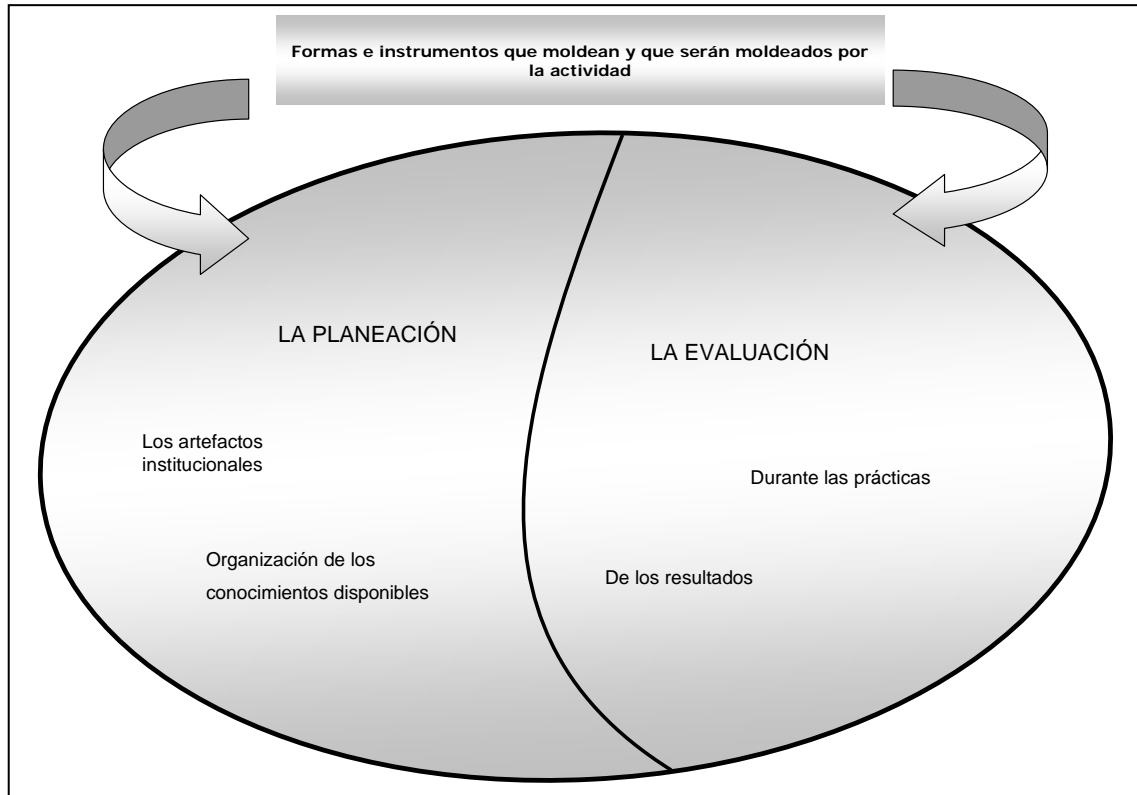 Formas e instrumentos que moldean y que serán moldeados por
la actividad
LA PLANEACIÓN
Los artefactos
institucionales
Organización de los
conocimientos disponibles
LA EVALUACIÓN
Durante las prácticas
De los resultados